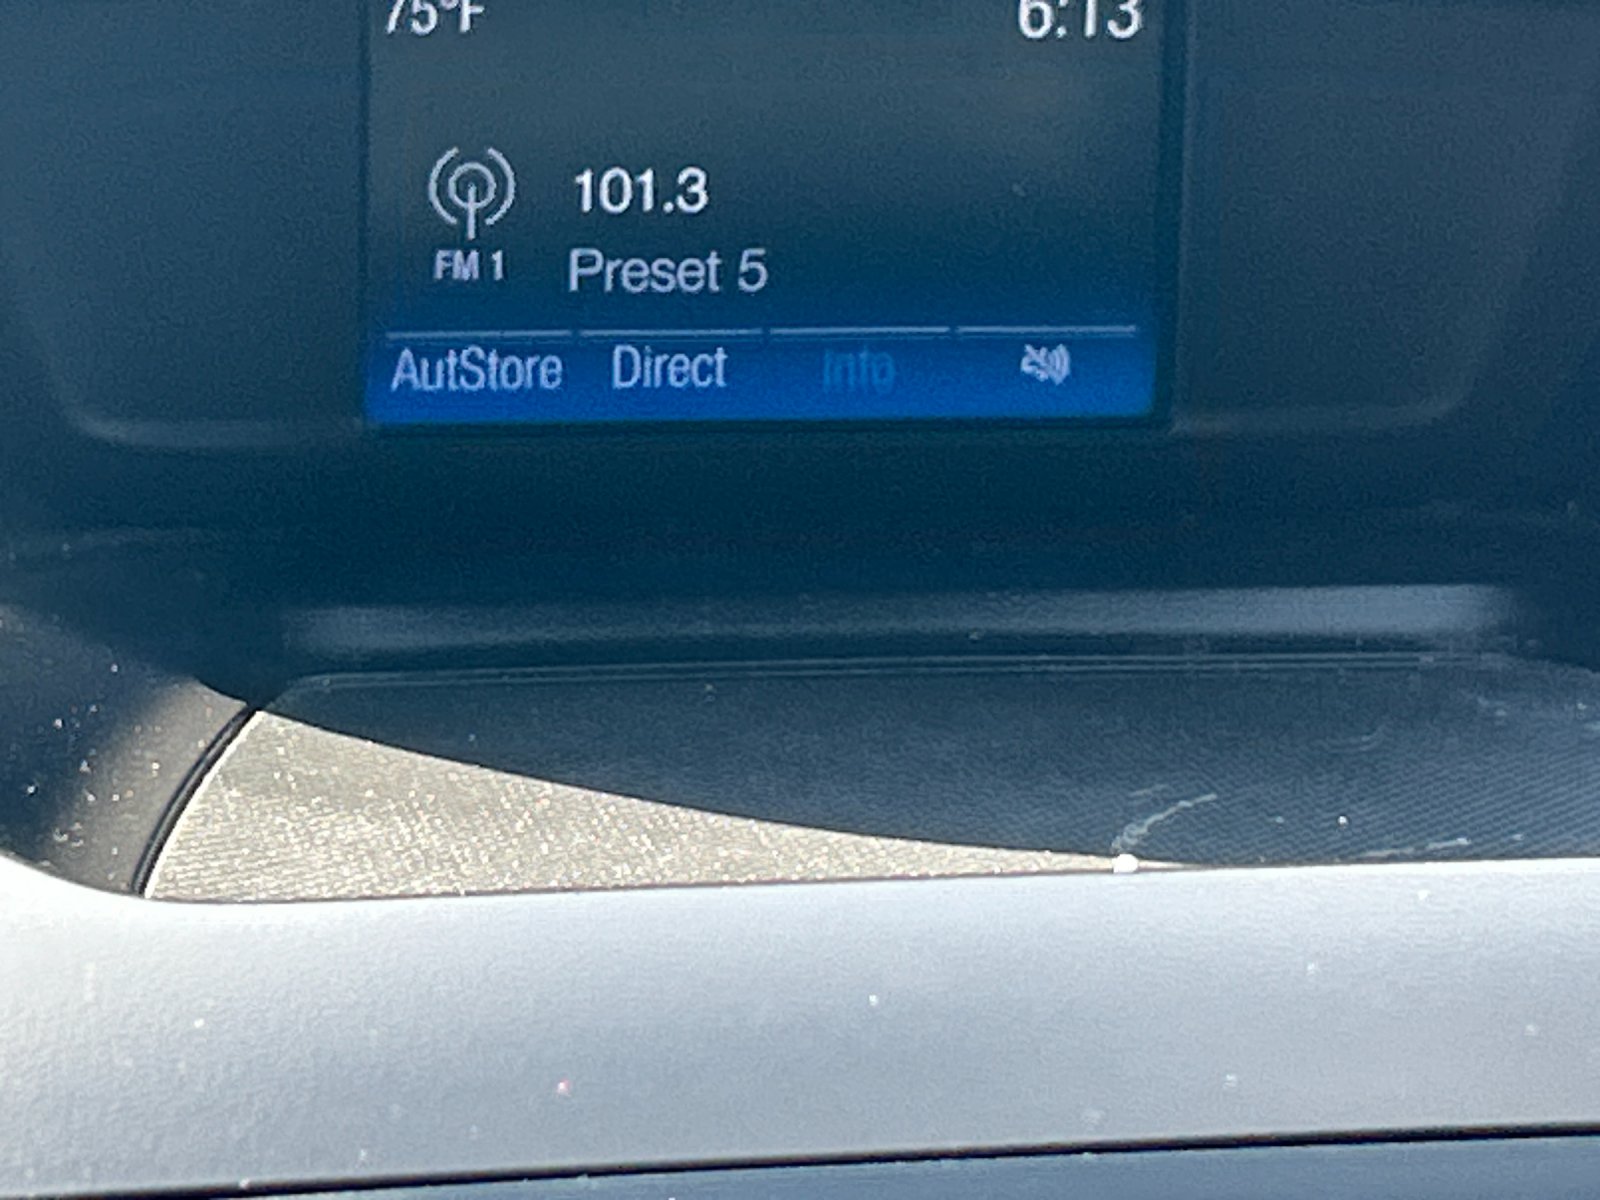 75°F 6:13
101.3
FM 1 Preset 5
AutStore Direct Info